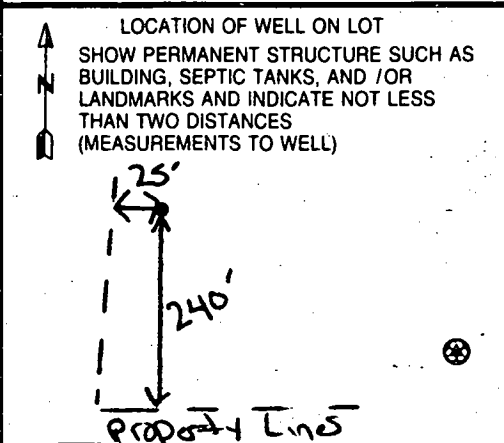 LOCATION OF WELL ON LOT
SHOW PERMANENT STRUCTURE SUCH AS
BUILDING, SEPTIC TANKS, AND /OR
LANDMARKS AND INDICATE NOT LESS
THAN TWO DISTANCES
(MEASUREMENTS TO WELL)
N
25'
240'
Property Lines